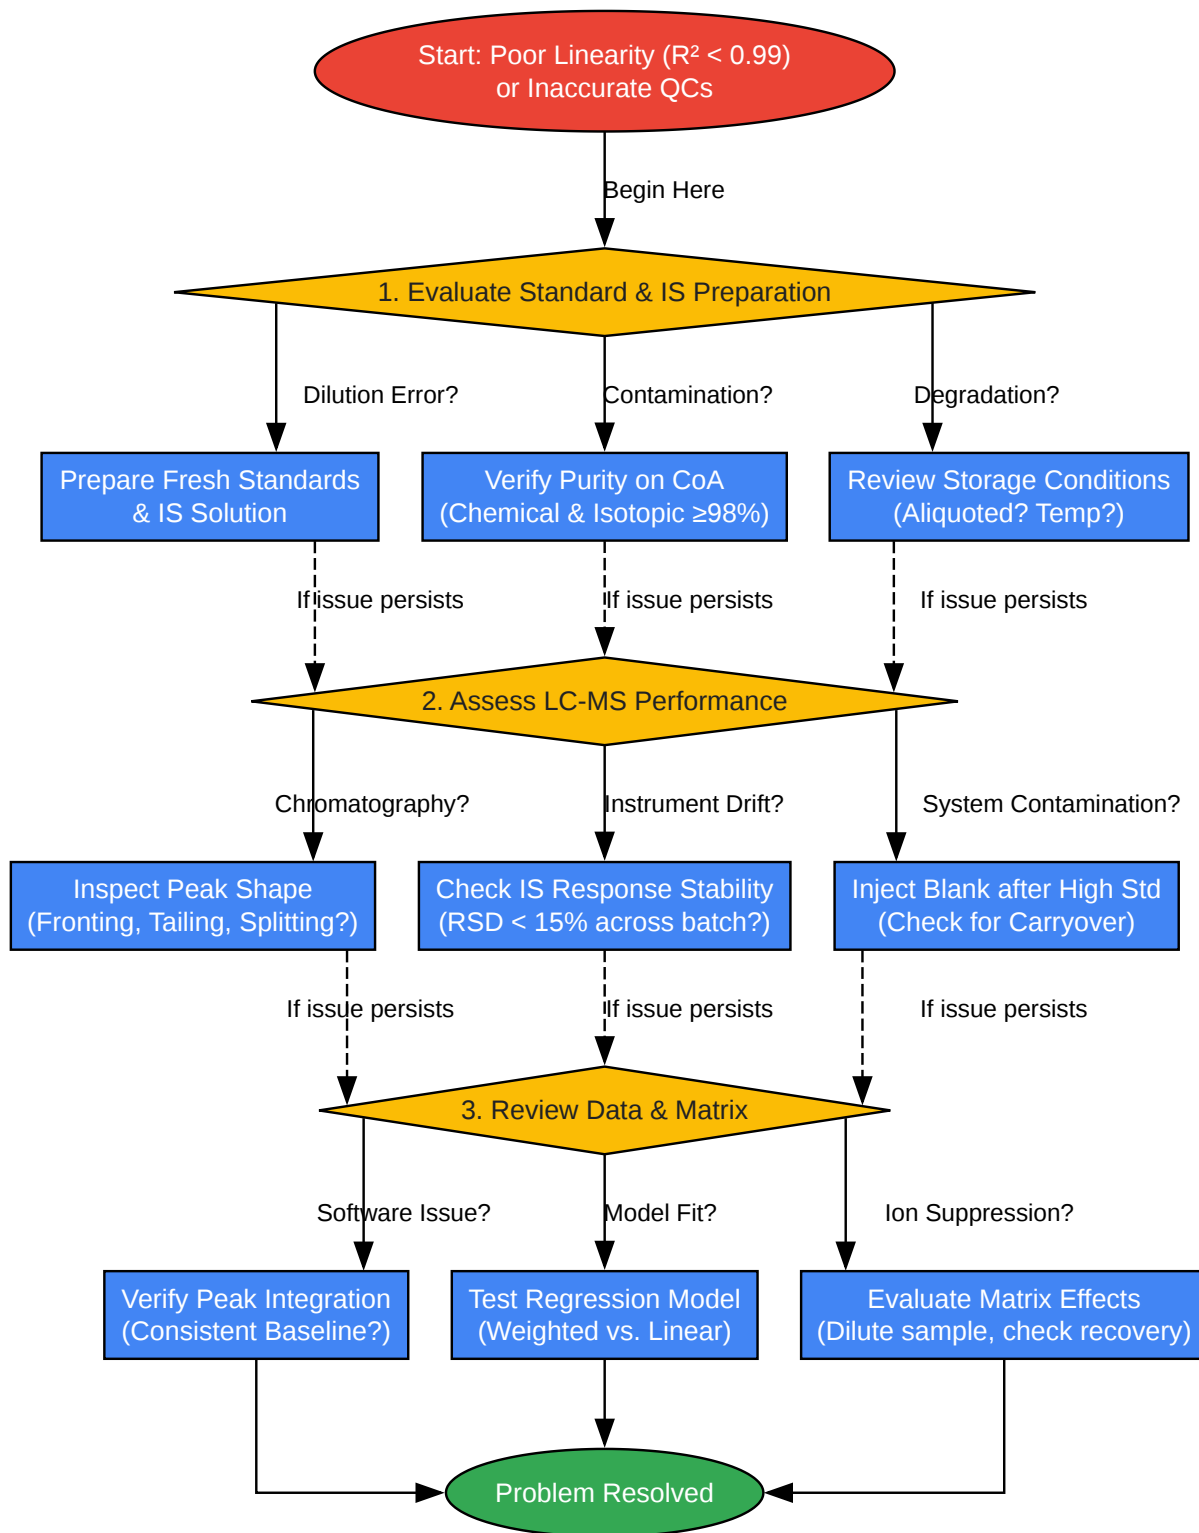 Start: Poor Linearity (R² < 0.99)
or Inaccurate QCs
Begin Here
1. Evaluate Standard & IS Preparation
Dilution Error?
Contamination?
Degradation?
Prepare Fresh Standards
& IS Solution
Verify Purity on CoA
(Chemical & Isotopic ≥98%)
Review Storage Conditions
(Aliquoted? Temp?)
If issue persists
If issue persists
If issue persists
2. Assess LC-MS Performance
Chromatography?
Instrument Drift?
System Contamination?
Inspect Peak Shape
(Fronting, Tailing, Splitting?)
Check IS Response Stability
(RSD < 15% across batch?)
Inject Blank after High Std
(Check for Carryover)
If issue persists
If issue persists
If issue persists
3. Review Data & Matrix
Software Issue?
Model Fit?
Ion Suppression?
Verify Peak Integration
(Consistent Baseline?)
Test Regression Model
(Weighted vs. Linear)
Evaluate Matrix Effects
(Dilute sample, check recovery)
Problem Resolved